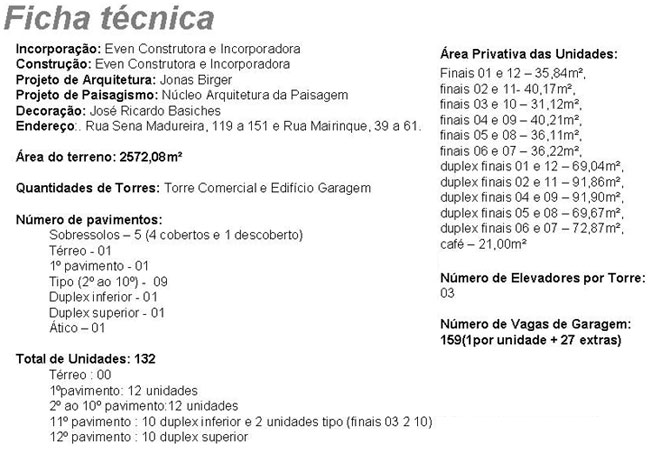 Ficha técnica
Incorporação: Even Construtora e Incorporadora
Construção: Even Construtora e Incorporadora
Projeto de Arquitetura: Jonas Birger
Projeto de Paisagismo: Núcleo Arquitetura da Paisagem
Decoração: José Ricardo Basiches
Endereço:. Rua Sena Madureira, 119 a 151 e Rua Mairinque, 39 a 61.
Área do terreno: 2572,08m²
Quantidades de Torres: Torre Comercial e Edifício Garagem
Número de pavimentos:
Sobressolos – 5 (4 cobertos e 1 descoberto)
Térreo - 01
1º pavimento - 01
Tipo (2º ao 10º) - 09
Duplex inferior - 01
Duplex superior - 01
Ático – 01
Total de Unidades: 132
Térreo : 00
1ºpavimento: 12 unidades
2º ao 10º pavimento:12 unidades
11º pavimento : 10 duplex inferior e 2 unidades tipo (finais 03 2 10)
12º pavimento : 10 duplex superior
Área Privativa das Unidades:
Finais 01 e 12 – 35,84m²,
finais 02 e 11- 40,17m²,
finais 03 e 10 – 31,12m²,
finais 04 e 09 – 40,21m²,
finais 05 e 08 – 36,11m²,
finais 06 e 07 – 36,22m²,
duplex finais 01 e 12 – 69,04m²,
duplex finais 02 e 11 – 91,86m²,
duplex finais 04 e 09 – 91,90m²,
duplex finais 05 e 08 – 69,67m²,
duplex finais 06 e 07 – 72,87m²,
café – 21,00m²
Número de Elevadores por Torre:
03
Número de Vagas de Garagem:
159(1por unidade + 27 extras)